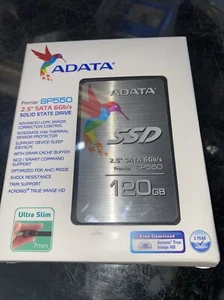 ADATA
Premier SP550
2.5" SATA 6Gb/s
SOLID STATE DRIVE
ADVANCED LDPC ERROR
CORRECTION CONTROL
INTEGRATE W/W THERMAL
SENSOR PROTECTOR
SUPPORT DEVICE SLEEP
(DEVSLP)
WITH DRAM CACHE BUFFER
NCQ / SMART COMMAND
SUPPORT
OPTIMIZED FOR AHCI MODE
SHOCK RESISTANCE
TRIM SUPPORT
ACRONIS® TRUE IMAGE HD
Ultra Slim
7mm
ADATA
SSD
2.5" SATA 6Gb/s
Premier SP550
120GB
Free Download
Acronis True
Image HD
3 YEAR